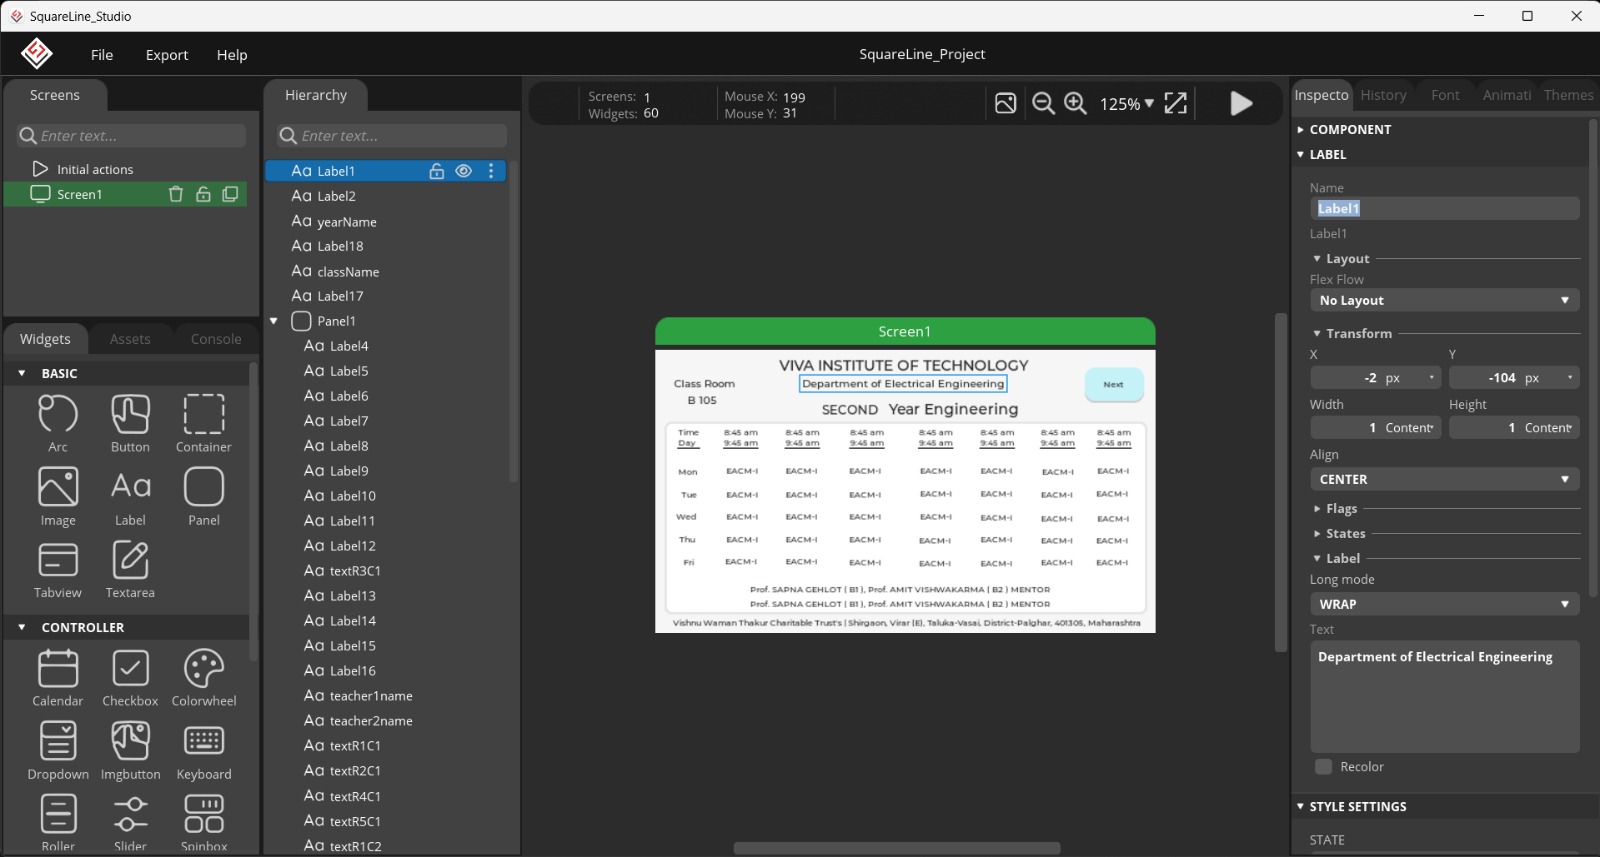 SquareLine_Studio
File Export Help SquareLine_Project
Screens
Enter text...
Initial actions
Screen1
Widgets Assets Console
BASIC
Arc Button Container
Image Label Panel
Tabview Textarea
CONTROLLER
Calendar Checkbox Colorwheel
Dropdown Imgbutton Keyboard
Roller Slider Spinbox
Hierarchy
Enter text...
Aa Label1
Aa Label2
Aa yearName
Aa Label18
Aa className
Aa Label17
Panel1
Aa Label4
Aa Label5
Aa Label6
Aa Label7
Aa Label8
Aa Label9
Aa Label10
Aa Label11
Aa Label12
Aa textR3C1
Aa Label13
Aa Label14
Aa Label15
Aa Label16
Aa teacher1name
Aa teacher2name
Aa textR1C1
Aa textR2C1
Aa textR4C1
Aa textR5C1
Aa textR1C2
Screens: 1 Mouse X: 199
Widgets: 60 Mouse Y: 31
125%
Screen1
VIVA INSTITUTE OF TECHNOLOGY
Department of Electrical Engineering
Class Room
B 105
Next
SECOND Year Engineering
Time 8:45 am 8:45 am 8:45 am 8:45 am 8:45 am 8:45 am 8:45 am
Day 9:45 am 9:45 am 9:45 am 9:45 am 9:45 am 9:45 am 9:45 am
Mon EACM-I EACM-I EACM-I EACM-I EACM-I EACM-I EACM-I
Tue EACM-I EACM-I EACM-I EACM-I EACM-I EACM-I EACM-I
Wed EACM-I EACM-I EACM-I EACM-I EACM-I EACM-I EACM-I
Thu EACM-I EACM-I EACM-I EACM-I EACM-I EACM-I EACM-I
Fri EACM-I EACM-I EACM-I EACM-I EACM-I EACM-I EACM-I
Prof. SAPNA GEHLOT ( B1 ), Prof. AMIT VISHWAKARMA ( B2 ) MENTOR
Prof. SAPNA GEHLOT ( B1 ), Prof. AMIT VISHWAKARMA ( B2 ) MENTOR
Vishnu Waman Thakur Charitable Trust's | Shirgaon, Virar (E), Taluka-Vasai, District-Palghar, 401305, Maharashtra
Inspecto History Font Animati Themes
COMPONENT
LABEL
Name
Label1
Label1
Layout
Flex Flow
No Layout
Transform
X Y
-2 px -104 px
Width Height
1 Content 1 Content
Align
CENTER
Flags
States
Label
Long mode
WRAP
Text
Department of Electrical Engineering
Recolor
STYLE SETTINGS
STATE